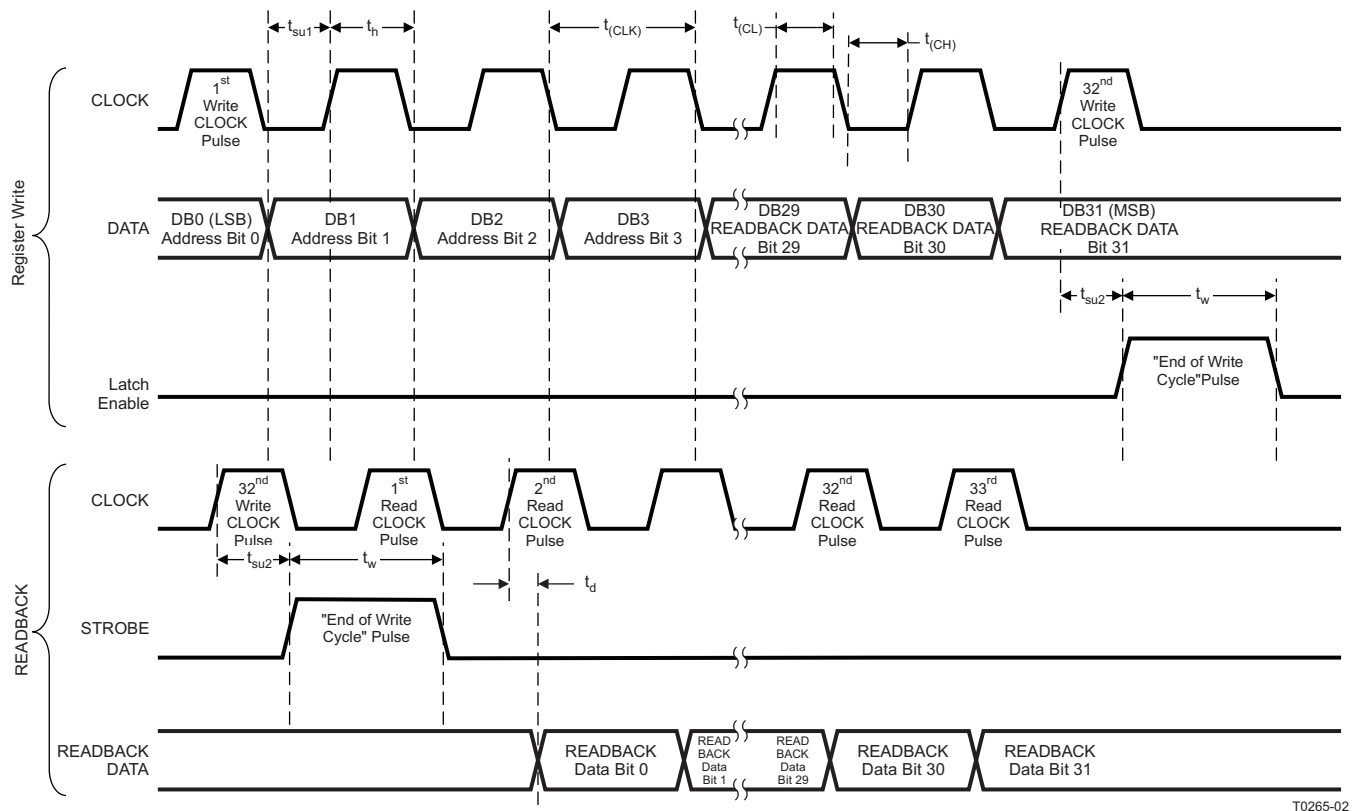 t_su1
t_h
t_(CLK)
t_(CL)
t_(CH)
Register Write
CLOCK
1st
Write
CLOCK
Pulse
32nd
Write
CLOCK
Pulse
DATA
DB0 (LSB)
Address Bit 0
DB1
Address Bit 1
DB2
Address Bit 2
DB3
Address Bit 3
DB29
READBACK DATA
Bit 29
DB30
READBACK DATA
Bit 30
DB31 (MSB)
READBACK DATA
Bit 31
t_su2
t_w
Latch
Enable
"End of Write
Cycle"Pulse
READBACK
CLOCK
32nd
Write
CLOCK
Pulse
1st
Read
CLOCK
Pulse
2nd
Read
CLOCK
Pulse
32nd
Read
CLOCK
Pulse
33rd
Read
CLOCK
Pulse
t_su2
t_w
t_d
STROBE
"End of Write
Cycle" Pulse
READBACK
DATA
READBACK
Data Bit 0
READ
BACK
Data
Bit 1
READ
BACK
Data
Bit 29
READBACK
Data Bit 30
READBACK
Data Bit 31
T0265-02